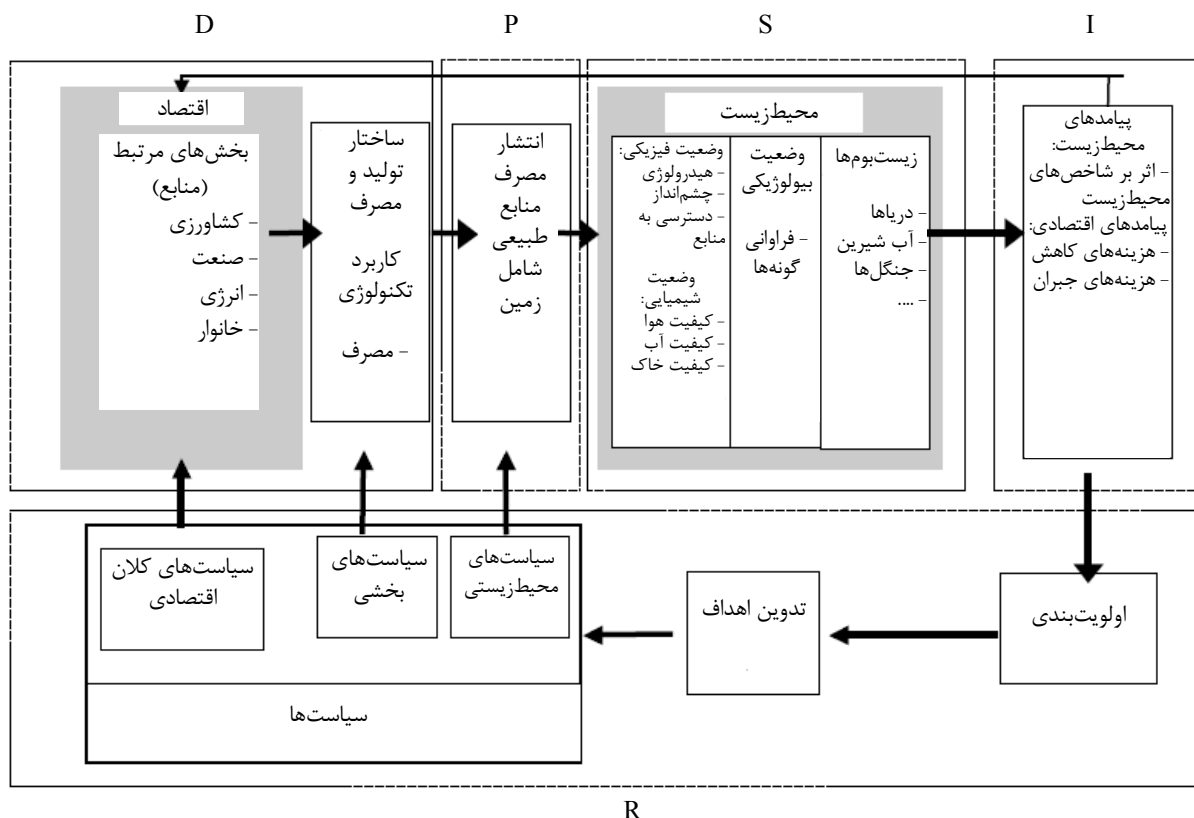 D
P
S
I
اقتصاد
بخش‌های مرتبط
(منابع)
- کشاورزی
- صنعت
- انرژی
- خانوار
ساختار
تولید و
مصرف
کاربرد
تکنولوژی
- مصرف
انتشار
مصرف
منابع
طبیعی
شامل
زمین
محیط‌زیست
وضعیت فیزیکی:
- هیدرولوژی
- چشم‌انداز
- دسترسی به
منابع
وضعیت
شیمیایی:
- کیفیت هوا
- کیفیت آب
- کیفیت خاک
وضعیت
بیولوژیکی
- فراوانی
گونه‌ها
زیست‌بوم‌ها
- دریاها
- آب شیرین
- جنگل‌ها
- ....
پیامدهای
محیط‌زیست:
- اثر بر شاخص‌های
محیط‌زیست
پیامدهای اقتصادی:
- هزینه‌های کاهش
- هزینه‌های جبران
سیاست‌های کلان
اقتصادی
سیاست‌های
بخشی
سیاست‌های
محیط‌زیستی
سیاست‌ها
تدوین اهداف
اولویت‌بندی
R